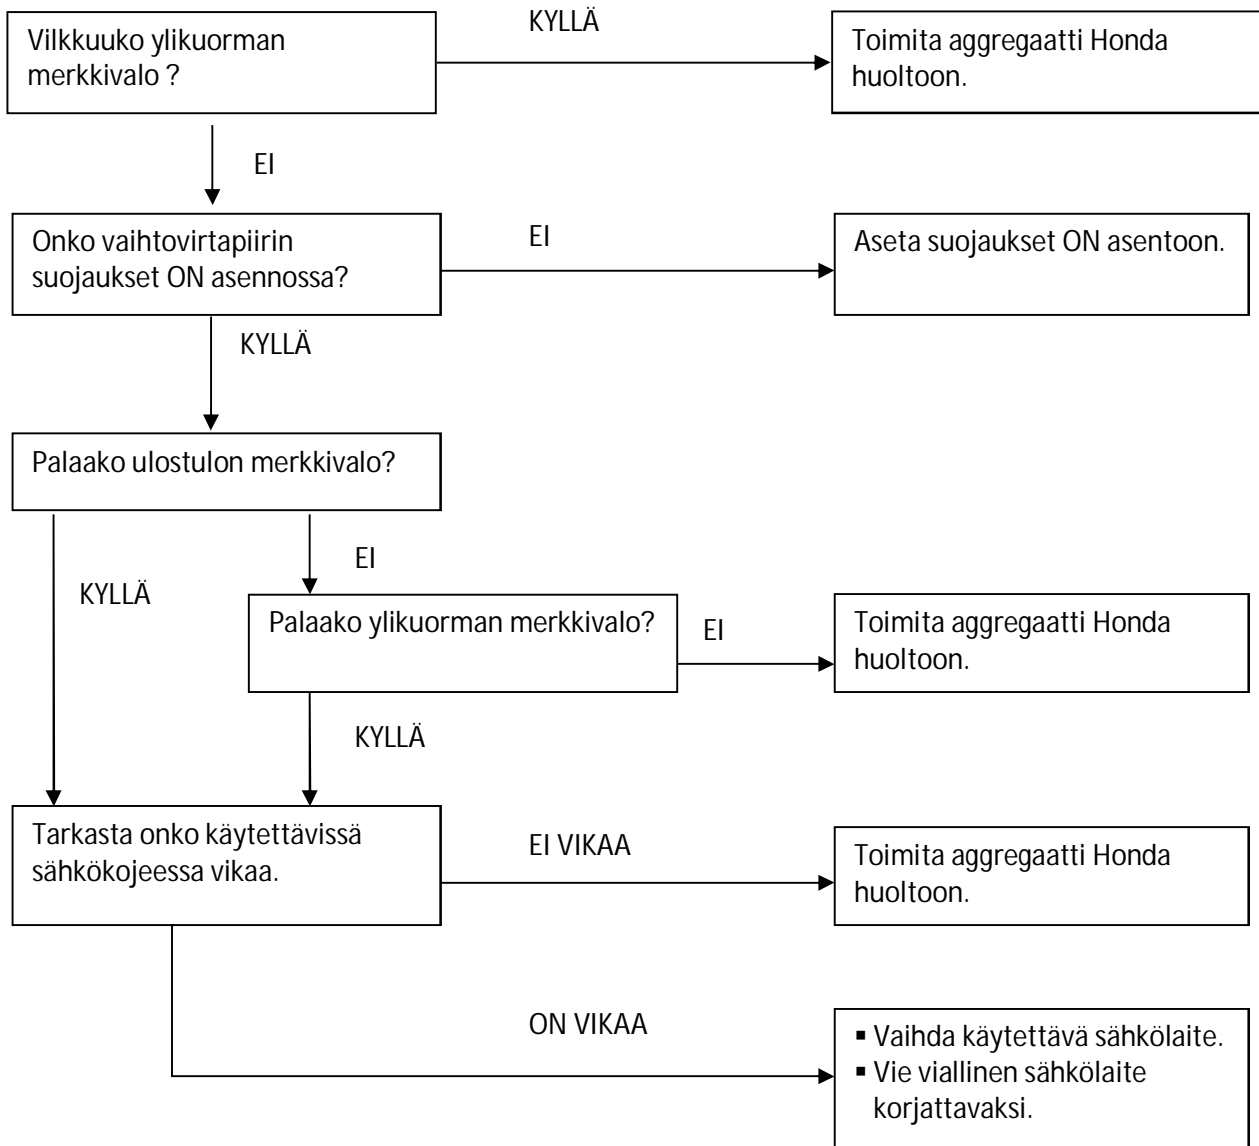 KYLLÄ
Vilkkuuko ylikuorman
merkkivalo ?
Toimita aggregaatti Honda
huoltoon.
EI
Onko vaihtovirtapiirin
suojaukset ON asennossa?
EI
Aseta suojaukset ON asentoon.
KYLLÄ
Palaako ulostulon merkkivalo?
EI
KYLLÄ
Palaako ylikuorman merkkivalo?
EI
Toimita aggregaatti Honda
huoltoon.
KYLLÄ
Tarkasta onko käytettävissä
sähkökojeessa vikaa.
EI VIKAA
Toimita aggregaatti Honda
huoltoon.
ON VIKAA
▪ Vaihda käytettävä sähkölaite.
▪ Vie viallinen sähkölaite
korjattavaksi.